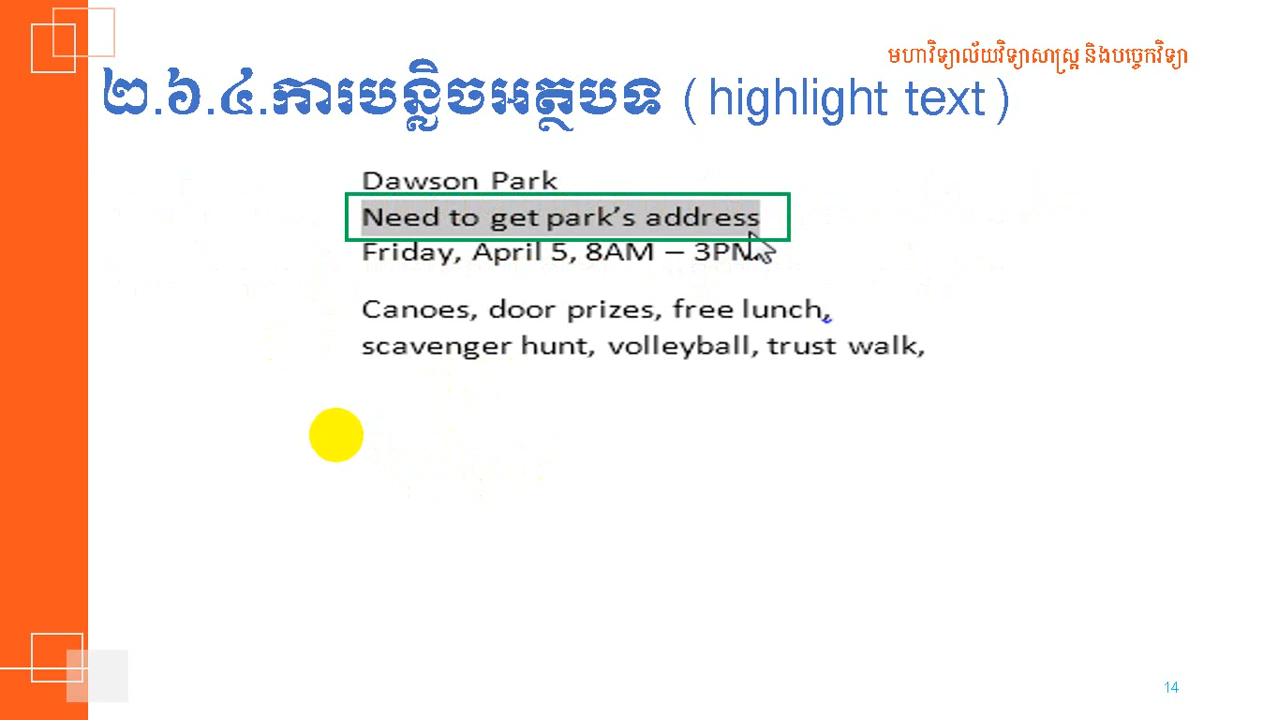 មហាវិទ្យាល័យវិទ្យាសាស្ត្រ និងបច្ចេកវិទ្យា
២.៦.៤.ការបន្លិចអត្ថបទ (highlight text)
Dawson Park
Need to get park’s address
Friday, April 5, 8AM – 3PM
Canoes, door prizes, free lunch,
scavenger hunt, volleyball, trust walk,
14